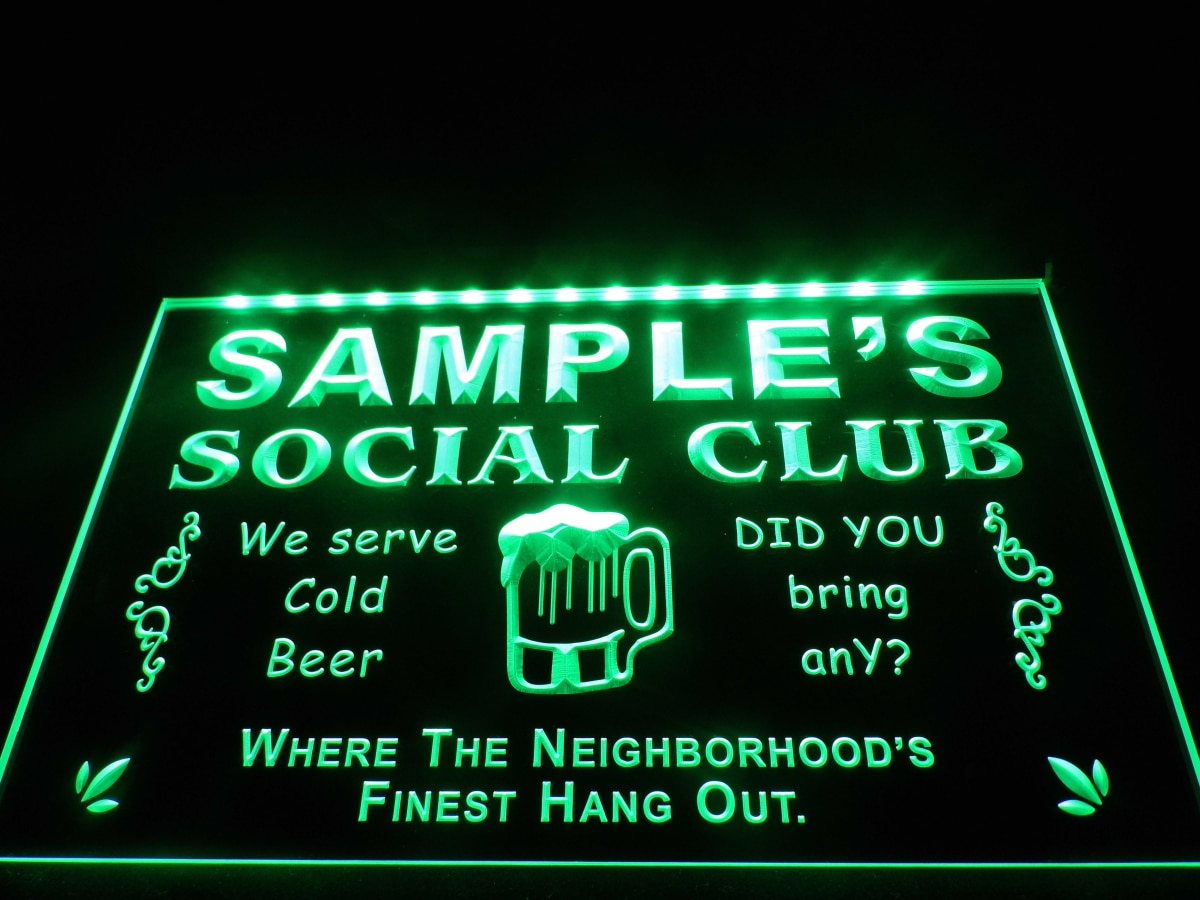 SAMPLE'S
SOCIAL CLUB
We serve
Cold
Beer
DID YOU
bring
anY?
WHERE THE NEIGHBORHOOD'S
FINEST HANG OUT.